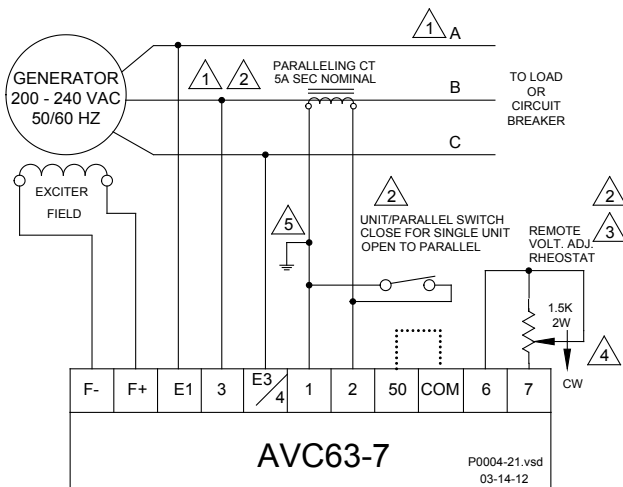 1
A
GENERATOR
200 - 240 VAC
50/60 HZ
1
2
PARALLELING CT
5A SEC NOMINAL
B
TO LOAD
OR
CIRCUIT
BREAKER
C
EXCITER
FIELD
2
5
UNIT/PARALLEL SWITCH
CLOSE FOR SINGLE UNIT
OPEN TO PARALLEL
2
REMOTE
VOLT. ADJ.
RHEOSTAT
3
1.5K
2W
4
CW
F- F+ E1 3 E3/4 1 2 50 COM 6 7
AVC63-7
P0004-21.vsd
03-14-12